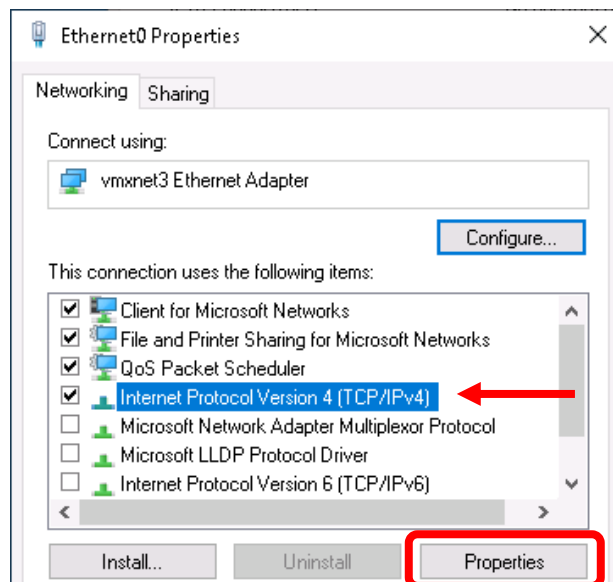 Ethernet0 Properties
Networking Sharing
Connect using:
vmxnet3 Ethernet Adapter
Configure...
This connection uses the following items:
Client for Microsoft Networks
File and Printer Sharing for Microsoft Networks
QoS Packet Scheduler
Internet Protocol Version 4 (TCP/IPv4)
Microsoft Network Adapter Multiplexor Protocol
Microsoft LLDP Protocol Driver
Internet Protocol Version 6 (TCP/IPv6)
Install... Uninstall Properties